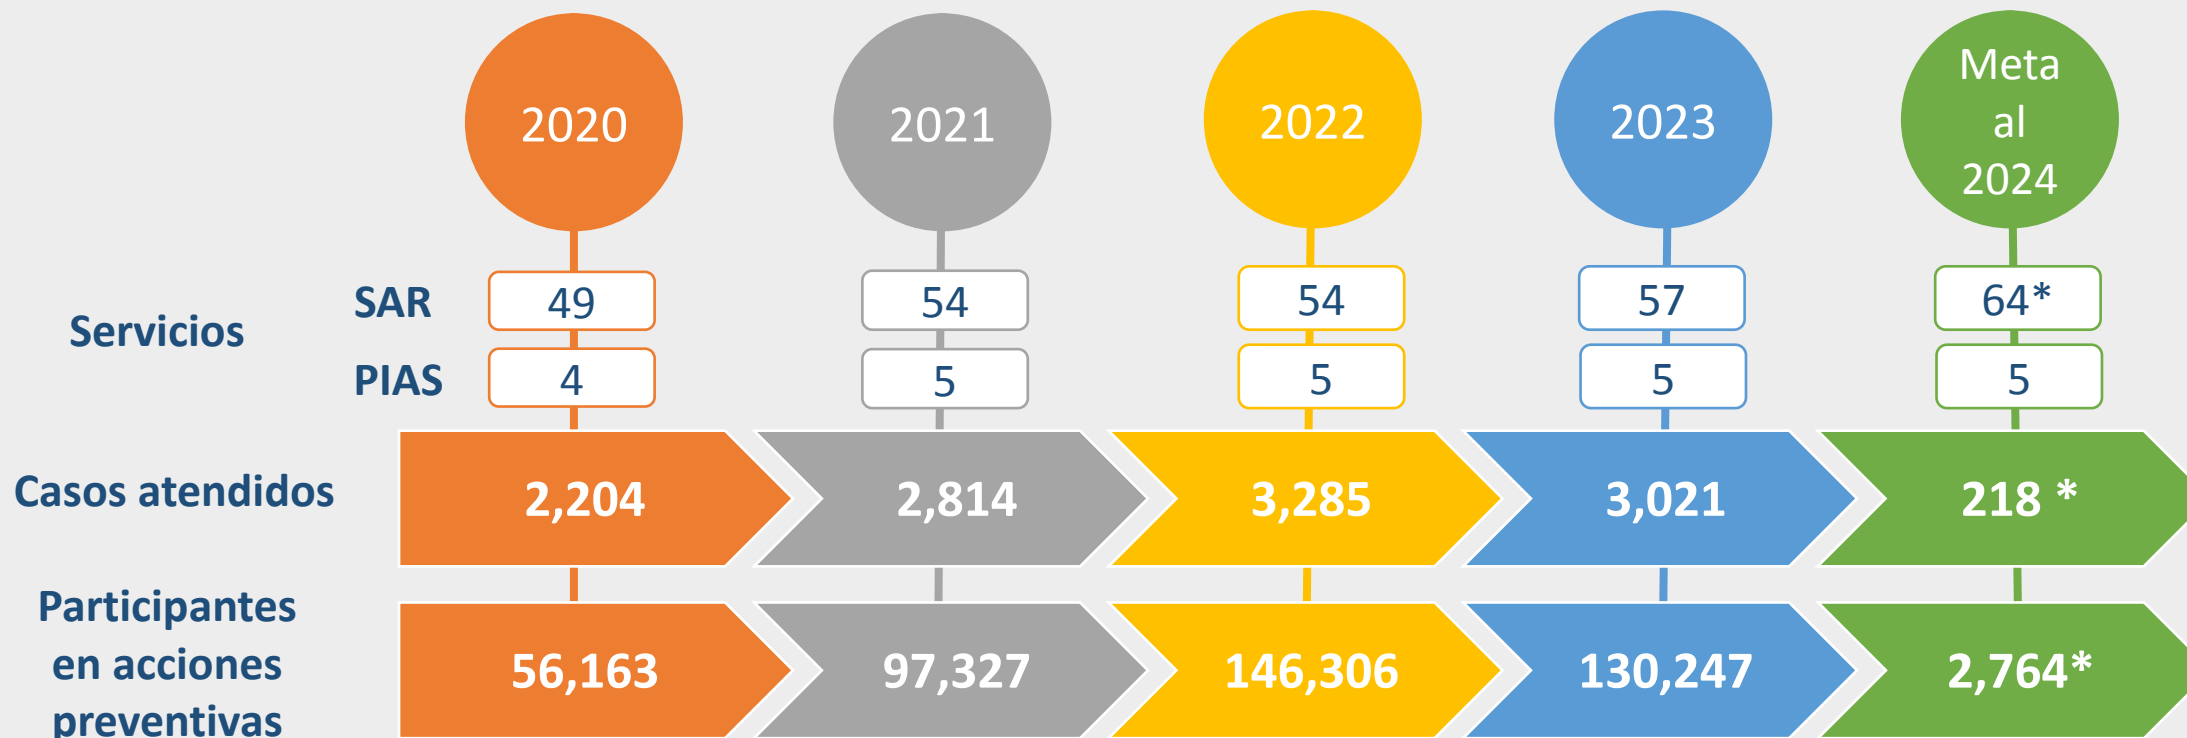 2020
2021
2022
2023
Meta
al
2024
Servicios
SAR
49
54
54
57
64*
PIAS
4
5
5
5
5
Casos atendidos
2,204
2,814
3,285
3,021
218 *
Participantes
en acciones
preventivas
56,163
97,327
146,306
130,247
2,764*